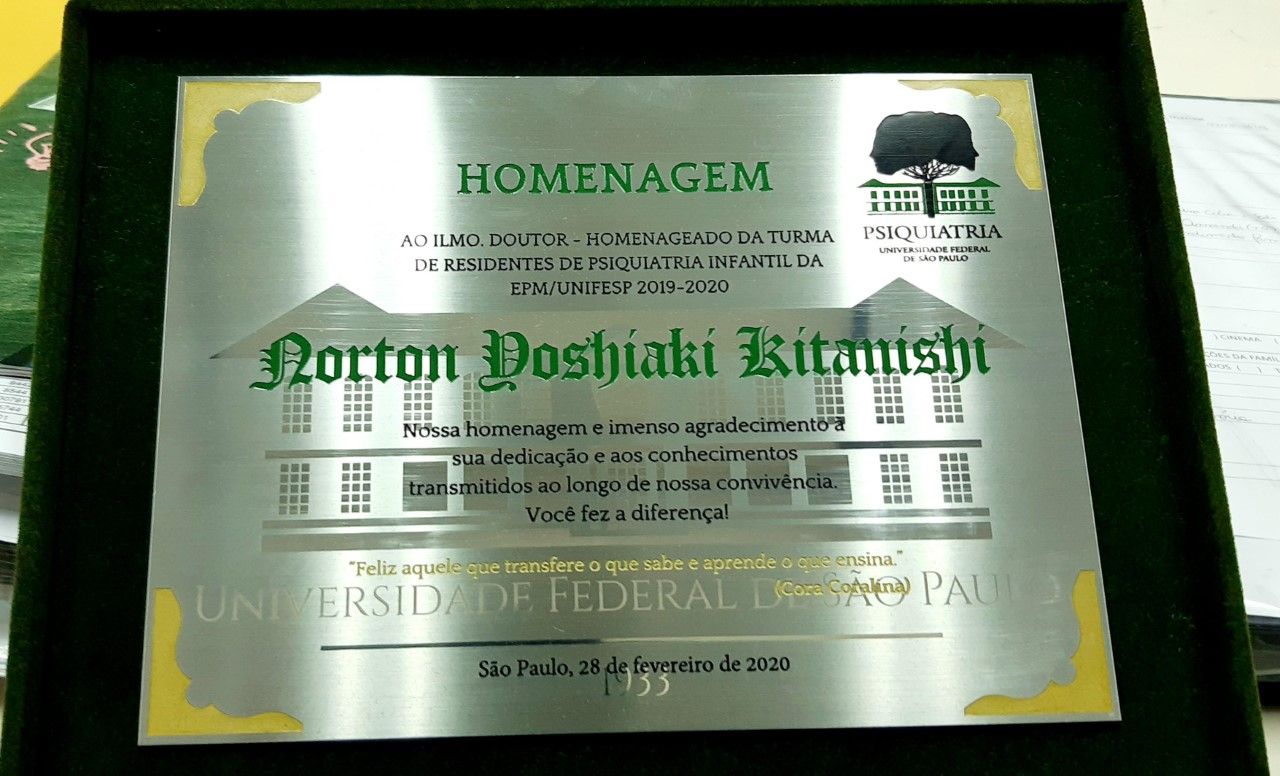 HOMENAGEM
PSIQUIATRIA
UNIVERSIDADE FEDERAL
DE SÃO PAULO
AO ILMO. DOUTOR - HOMENAGEADO DA TURMA
DE RESIDENTES DE PSIQUIATRIA INFANTIL DA
EPM/UNIFESP 2019-2020
Norton Yoshiaki Kitanishi
Nossa homenagem e imenso agradecimento à
sua dedicação e aos conhecimentos
transmitidos ao longo de nossa convivência.
Você fez a diferença!
"Feliz aquele que transfere o que sabe e aprende o que ensina."
(Cora Coralina)
UNIVERSIDADE FEDERAL DE SÃO PAULO
São Paulo, 28 de fevereiro de 2020
1933
CINEMA